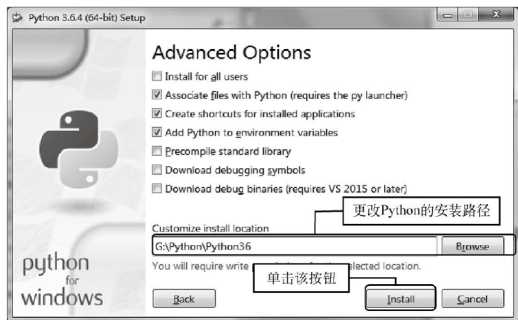 Python 3.6.4 (64-bit) Setup
Advanced Options
Install for all users
Associate files with Python (requires the py launcher)
Create shortcuts for installed applications
Add Python to environment variables
Precompile standard library
Download debugging symbols
Download debug binaries (requires VS 2015 or later)
更改Python的安装路径
Customize install location
G:\Python\Python36
Browse
You will require write
selected location.
单击该按钮
python
for
windows
Back
Install
Cancel